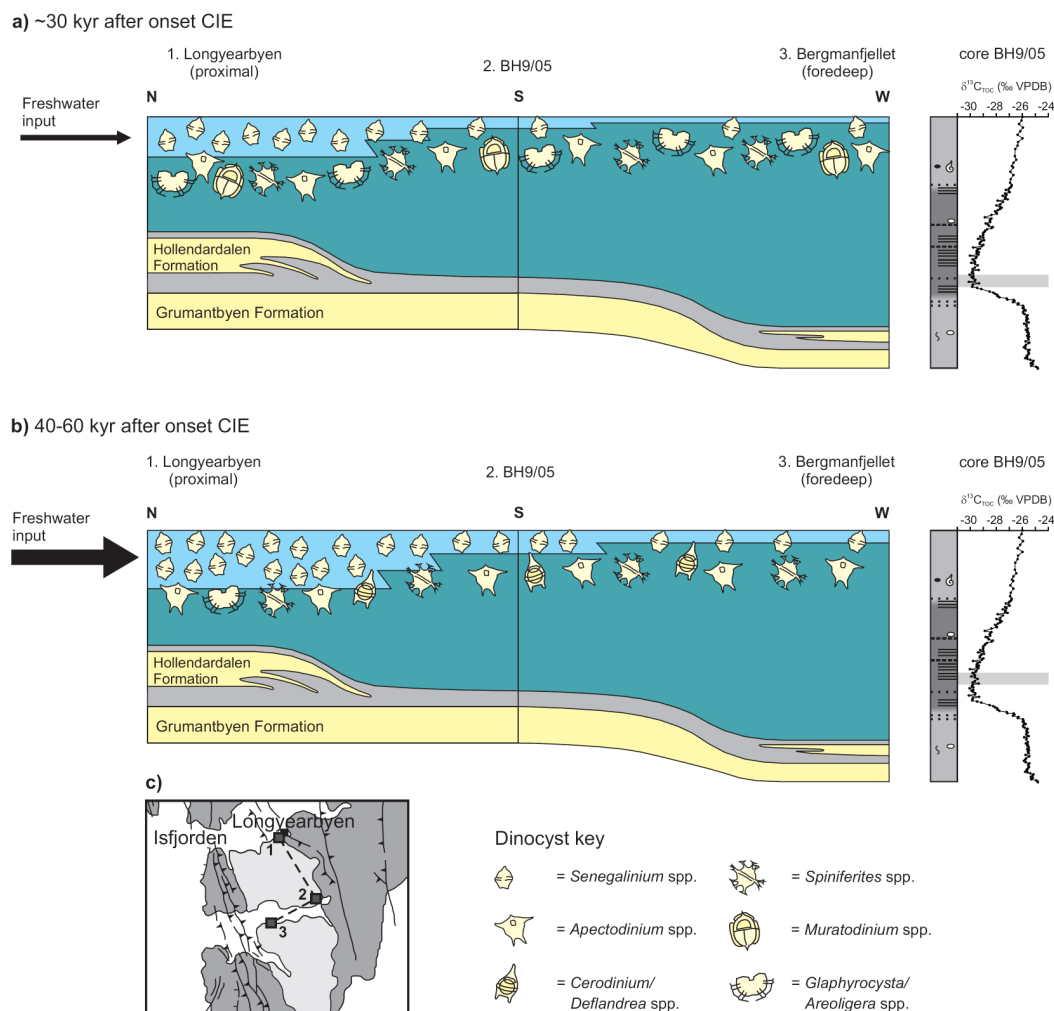 a) ~30 kyr after onset CIE
1. Longyearbyen
(proximal)
2. BH9/05
3. Bergmanfjellet
(foredeep)
core BH9/05
Freshwater
input
N
S
W
δ¹³C_TOC (‰ VPDB)
-30 -28 -26 -24
Hollendardalen
Formation
Grumantbyen Formation
b) 40-60 kyr after onset CIE
1. Longyearbyen
(proximal)
2. BH9/05
3. Bergmanfjellet
(foredeep)
core BH9/05
Freshwater
input
N
S
W
δ¹³C_TOC (‰ VPDB)
-30 -28 -26 -24
Hollendardalen
Formation
Grumantbyen Formation
c)
Isfjorden
Longyearbyen
1
2
3
Dinocyst key
= Senegalinium spp.
= Spiniferites spp.
= Apectodinium spp.
= Muratodinium spp.
= Cerodinium/
Deflandrea spp.
= Glaphyrocysta/
Areoligera spp.